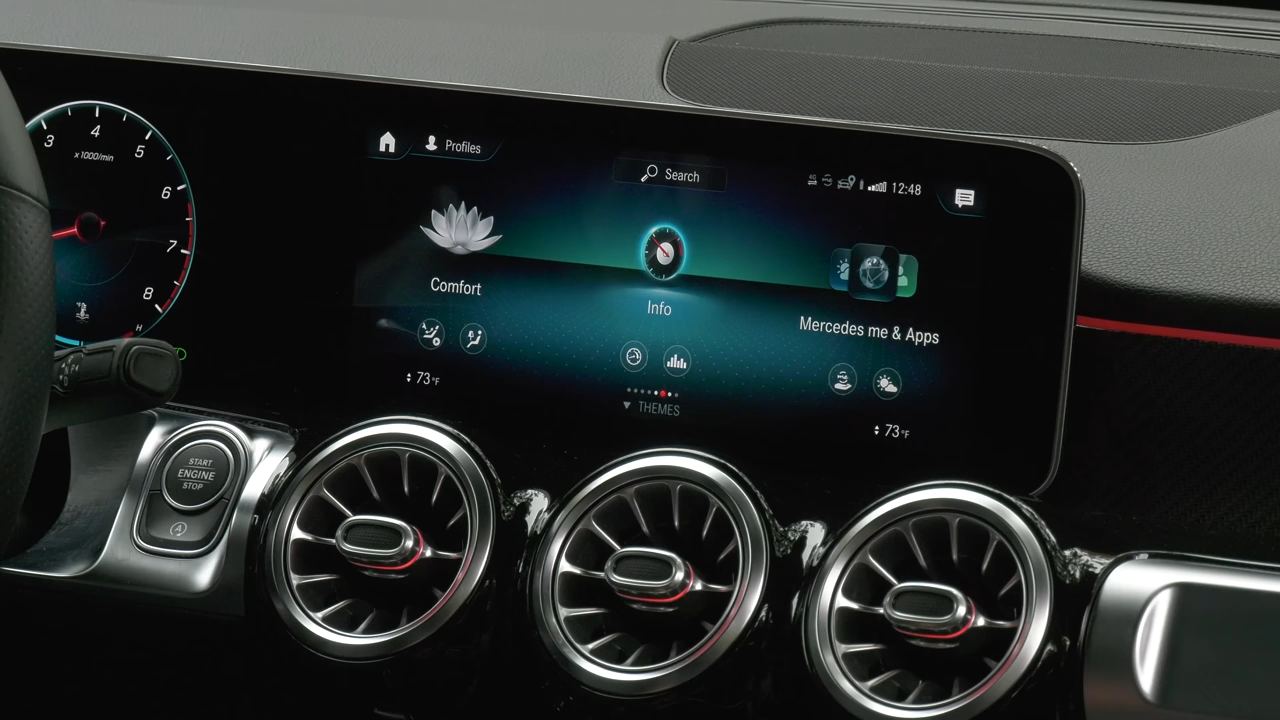 3
4
5
x1000/min
6
7
8
H
Profiles
Search
4G
12:48
Comfort
Info
Mercedes me & Apps
73°F
THEMES
73°F
START
ENGINE
STOP
A